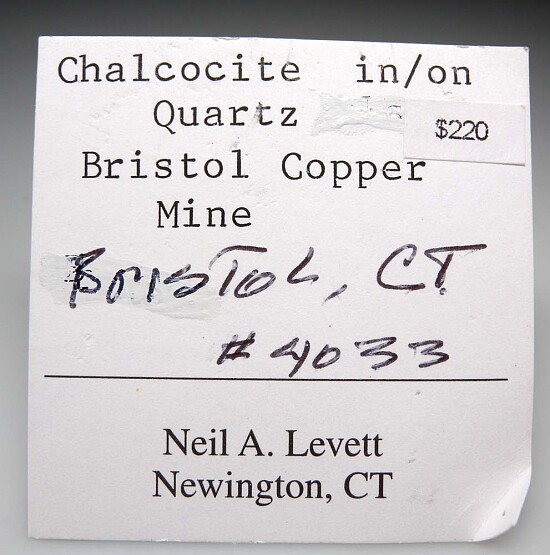 Chalcocite in/on
Quartz
$220
Bristol Copper
Mine
Bristol, CT
#4033
Neil A. Levett
Newington, CT